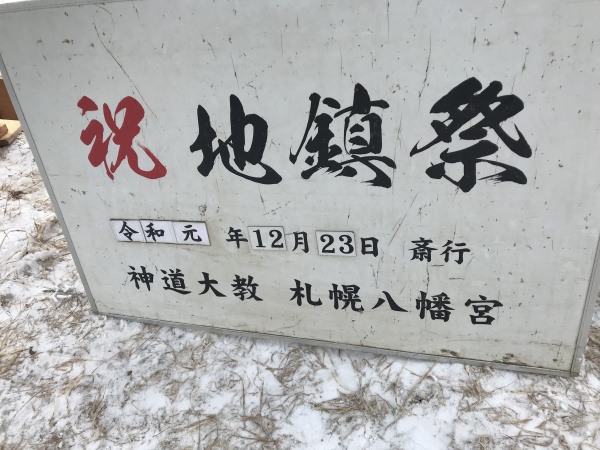 祝 地鎮祭
令和元 年12月23日 斎行
神道大教 札幌八幡宮